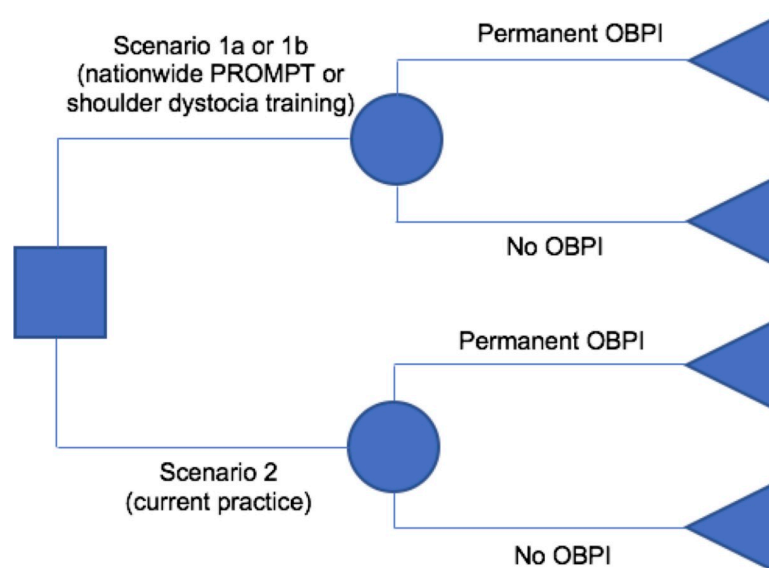 Scenario 1a or 1b
(nationwide PROMPT or
shoulder dystocia training)
Permanent OBPI
No OBPI
Permanent OBPI
Scenario 2
(current practice)
No OBPI